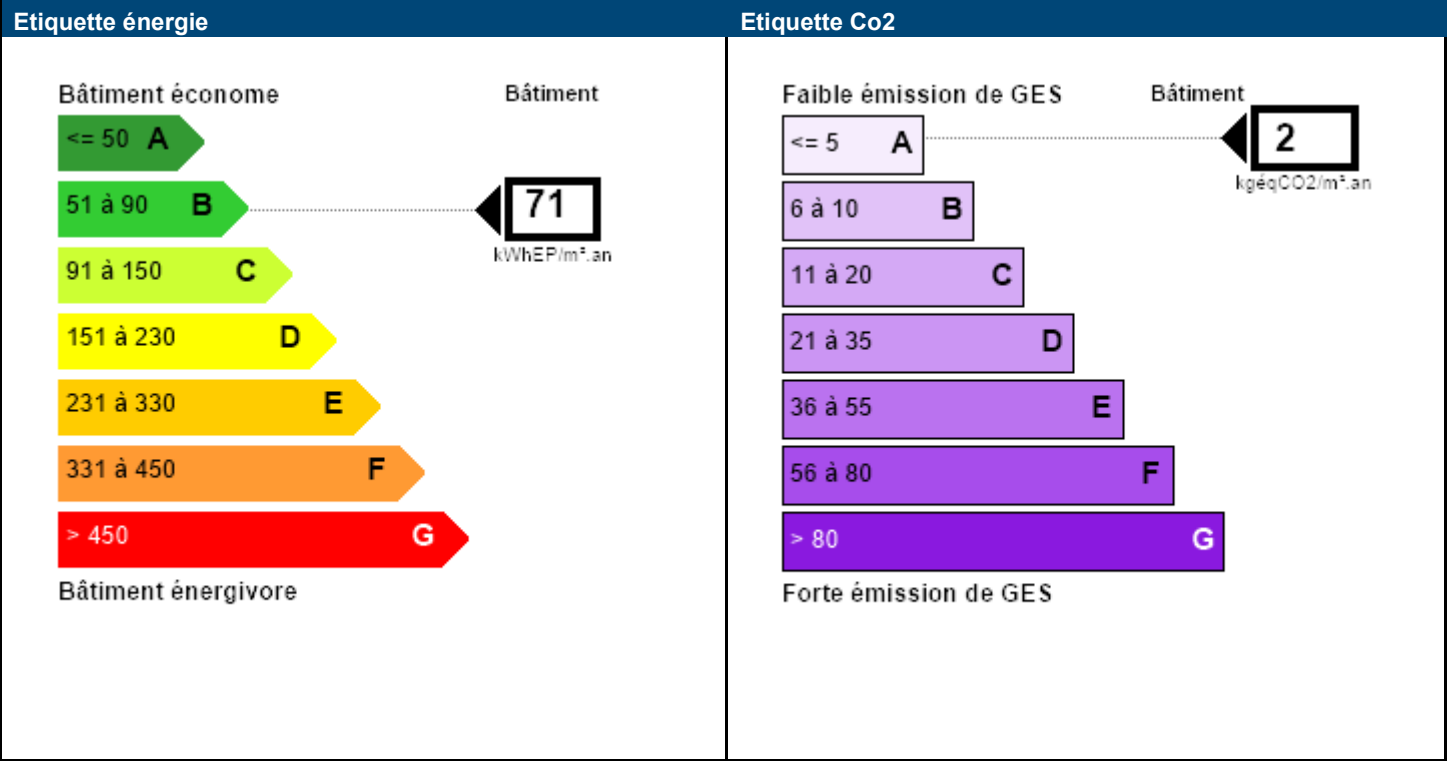 Etiquette énergie
Bâtiment économe
Bâtiment
<= 50 A
51 à 90 B
71
kWhEP/m².an
91 à 150 C
151 à 230 D
231 à 330 E
331 à 450 F
> 450 G
Bâtiment énergivore
Etiquette Co2
Faible émission de GES
Bâtiment
<= 5 A
2
kgéqCO2/m².an
6 à 10 B
11 à 20 C
21 à 35 D
36 à 55 E
56 à 80 F
> 80 G
Forte émission de GES